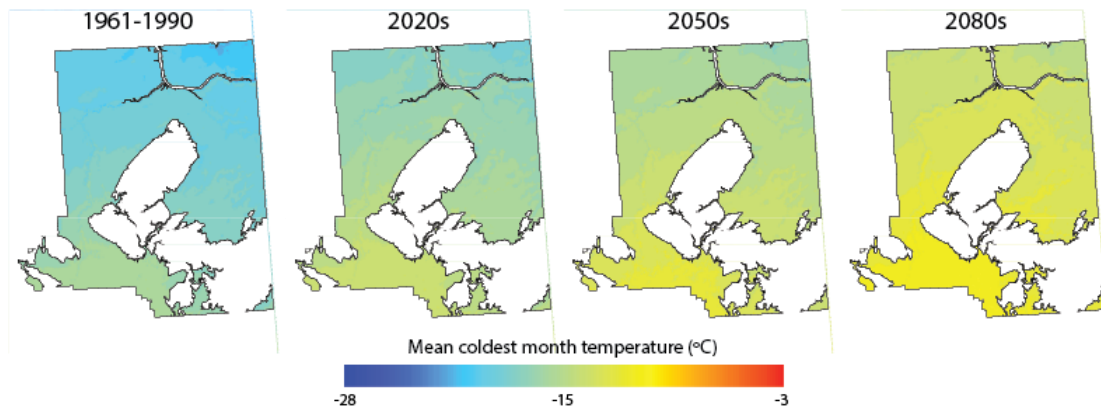 1961-1990
2020s
2050s
2080s
Mean coldest month temperature (ºC)
-28
-15
-3